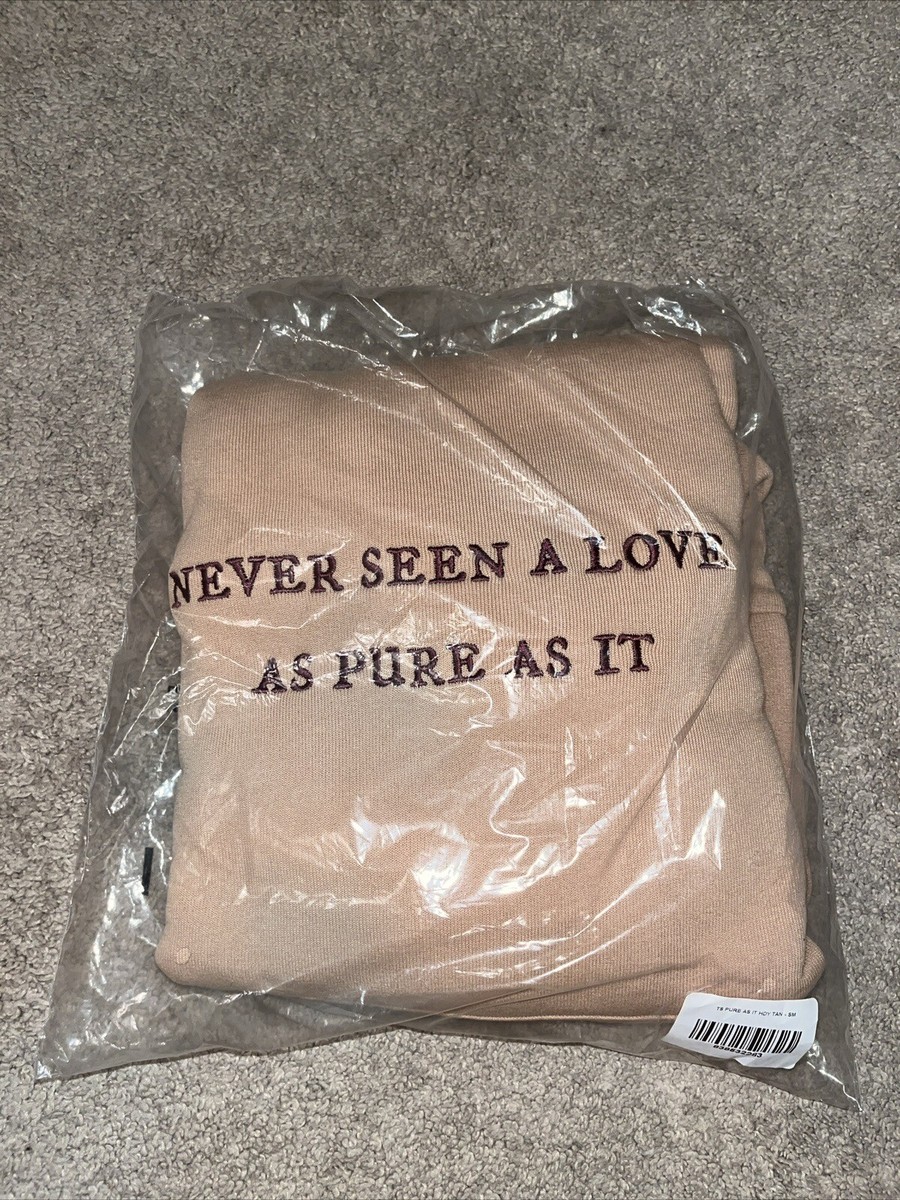 NEVER SEEN A LOVE
AS PURE AS IT
TS PURE AS IT HDY TAN - SM